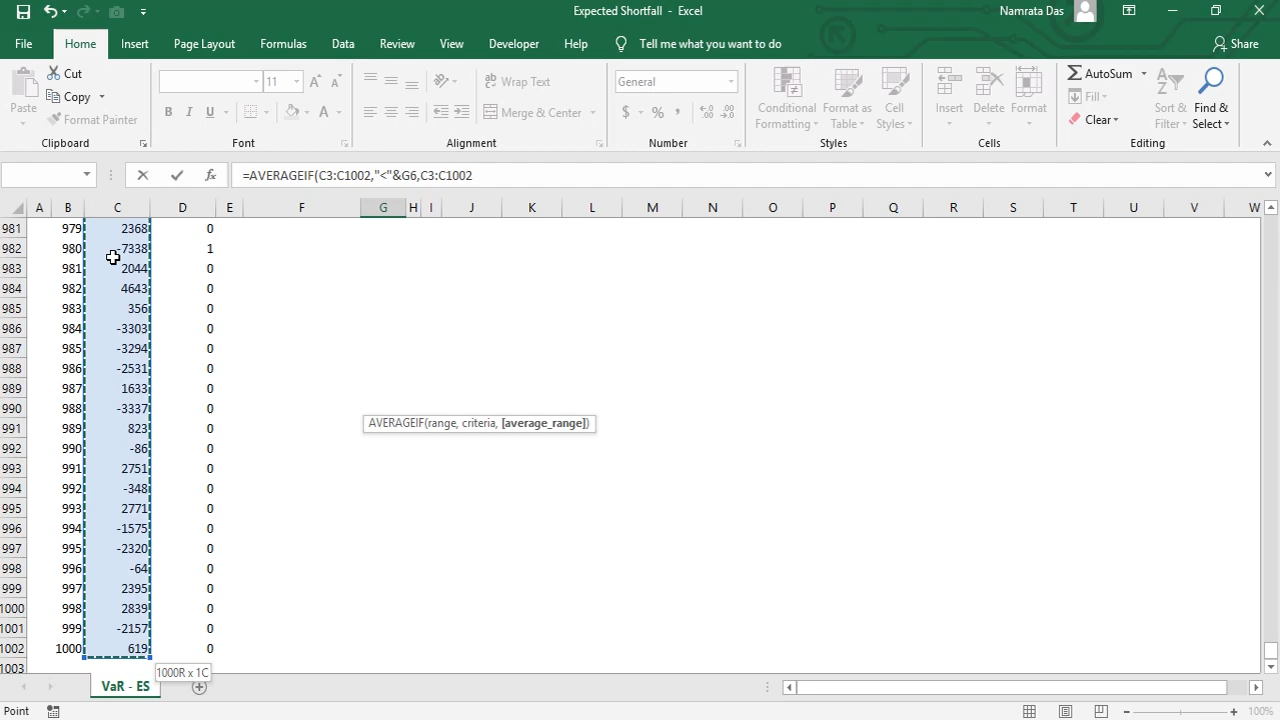 Expected Shortfall - Excel
Namrata Das
File Home Insert Page Layout Formulas Data Review View Developer Help Tell me what you want to do Share
Paste
Cut
Copy
Format Painter
Clipboard
11 A A
B I U A
Font
ab Wrap Text
Merge & Center
Alignment
General
$ % ,
Number
Conditional Formatting
Format as Table
Cell Styles
Styles
Insert Delete Format
Cells
AutoSum
Fill
Clear
Sort & Filter
Find & Select
Editing
fx =AVERAGEIF(C3:C1002,"<"&G6,C3:C1002
A B C D E F G H I J K L M N O P Q R S T U V W
981 979 2368 0
982 980 -7338 1
983 981 2044 0
984 982 4643 0
985 983 356 0
986 984 -3303 0
987 985 -3294 0
988 986 -2531 0
989 987 1633 0
990 988 -3337 0
991 989 823 0
AVERAGEIF(range, criteria, [average_range])
992 990 -86 0
993 991 2751 0
994 992 -348 0
995 993 2771 0
996 994 -1575 0
997 995 -2320 0
998 996 -64 0
999 997 2395 0
1000 998 2839 0
1001 999 -2157 0
1002 1000 619 0
1003
1000R x 1C
VaR - ES
Point
100%